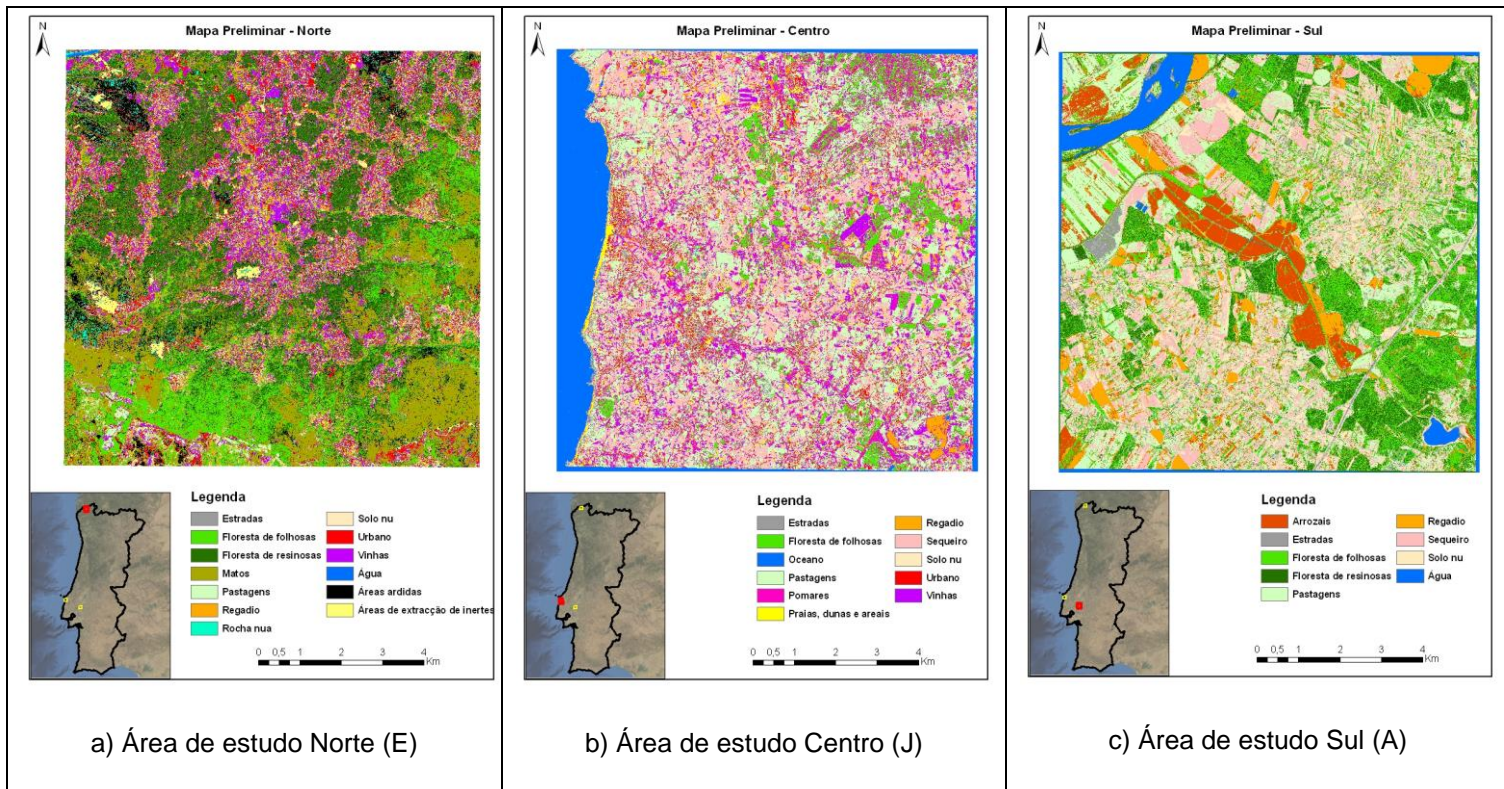 N
Mapa Preliminar - Norte
Legenda
Estradas
Floresta de folhosas
Floresta de resinosas
Matos
Pastagens
Regadio
Rocha nua
Solo nu
Urbano
Vinhas
Água
Áreas ardidas
Áreas de extracção de inertes
0 0,5 1 2 3 4
Km
a) Área de estudo Norte (E)
N
Mapa Preliminar - Centro
Legenda
Estradas
Floresta de folhosas
Oceano
Pastagens
Pomares
Praias, dunas e areais
Regadio
Sequeiro
Solo nu
Urbano
Vinhas
0 0,5 1 2 3 4
Km
b) Área de estudo Centro (J)
N
Mapa Preliminar - Sul
Legenda
Arrozais
Estradas
Floresta de folhosas
Floresta de resinosas
Pastagens
Regadio
Sequeiro
Solo nu
Água
0 0,5 1 2 3 4
Km
c) Área de estudo Sul (A)